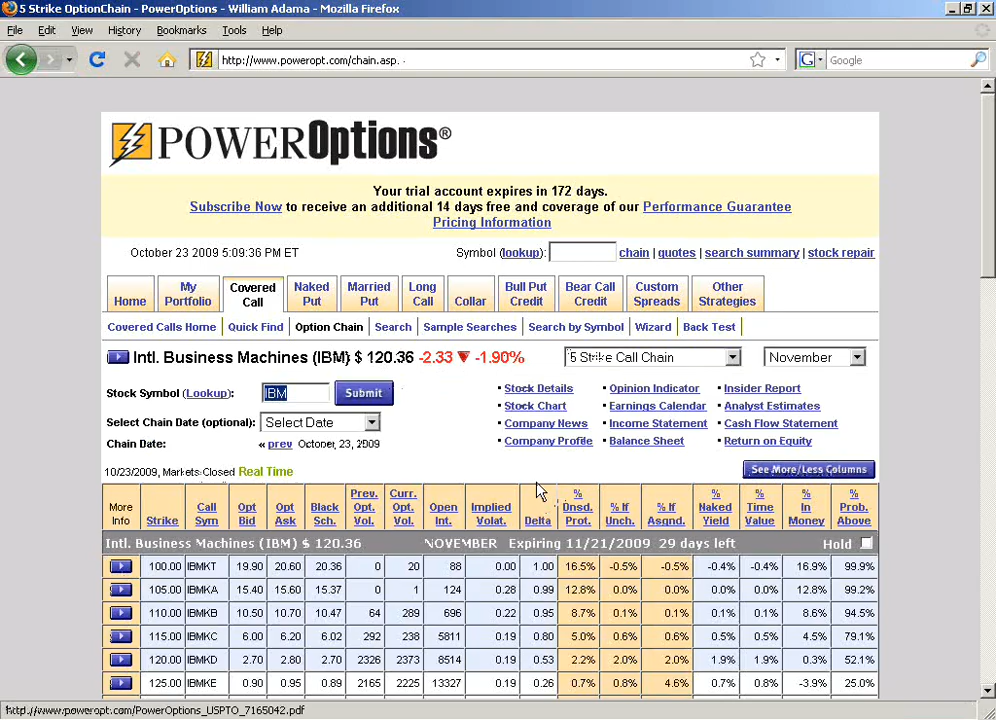 5 Strike OptionChain - PowerOptions - William Adama - Mozilla Firefox
File Edit View History Bookmarks Tools Help
http://www.poweropt.com/chain.asp.
Google
POWEROptions®
Your trial account expires in 172 days.
Subscribe Now to receive an additional 14 days free and coverage of our Performance Guarantee
Pricing Information
October 23 2009 5:09:36 PM ET Symbol (lookup): chain | quotes | search summary | stock repair
Home My Portfolio Covered Call Naked Put Married Put Long Call Collar Bull Put Credit Bear Call Credit Custom Spreads Other Strategies
Covered Calls Home Quick Find Option Chain Search Sample Searches Search by Symbol Wizard Back Test
Intl. Business Machines (IBM) $ 120.36 -2.33 ▼ -1.90% 5 Strike Call Chain November
Stock Symbol (Lookup): IBM Submit
Select Chain Date (optional): Select Date
Chain Date: « prev October, 23, 2009
Stock Details Opinion Indicator Insider Report
Stock Chart Earnings Calendar Analyst Estimates
Company News Income Statement Cash Flow Statement
Company Profile Balance Sheet Return on Equity
10/23/2009, Markets Closed Real Time See More/Less Columns
More Info Strike Call Sym Opt Bid Opt Ask Black Sch. Prev. Opt. Vol. Curr. Opt. Vol. Open Int. Implied Volat. Delta % Dnsd. Prot. % If Unch. % If Asgnd. % Naked Yield % Time Value % In Money % Prob. Above
Intl. Business Machines (IBM) $ 120.36 NOVEMBER Expiring 11/21/2009 29 days left Hold
100.00 IBMKT 19.90 20.60 20.36 0 20 88 0.00 1.00 16.5% -0.5% -0.5% -0.4% -0.4% 16.9% 99.9%
105.00 IBMKA 15.40 15.60 15.37 0 1 124 0.28 0.99 12.8% 0.0% 0.0% 0.0% 0.0% 12.8% 99.2%
110.00 IBMKB 10.50 10.70 10.47 64 289 696 0.22 0.95 8.7% 0.1% 0.1% 0.1% 0.1% 8.6% 94.5%
115.00 IBMKC 6.00 6.20 6.02 292 238 5811 0.19 0.80 5.0% 0.6% 0.6% 0.5% 0.5% 4.5% 79.1%
120.00 IBMKD 2.70 2.80 2.70 2326 2373 8514 0.19 0.53 2.2% 2.0% 2.0% 1.9% 1.9% 0.3% 52.1%
125.00 IBMKE 0.90 0.95 0.89 2165 2225 13327 0.19 0.26 0.7% 0.8% 4.6% 0.7% 0.8% -3.9% 25.0%
http://www.poweropt.com/PowerOptions_USPTO_7165042.pdf